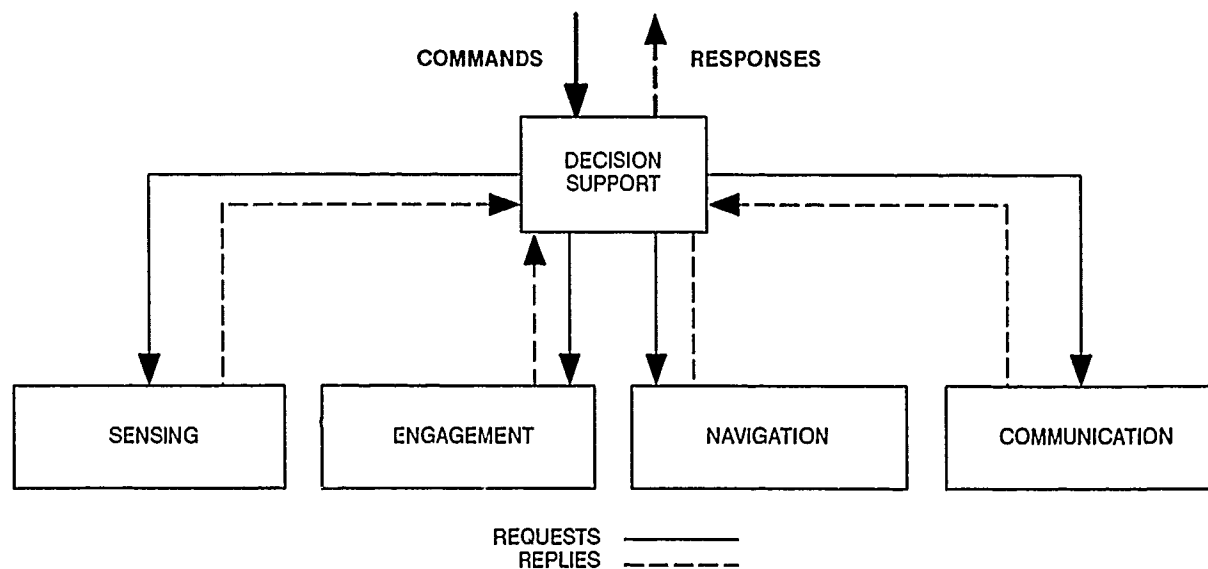 COMMANDS
RESPONSES
DECISION
SUPPORT
SENSING
ENGAGEMENT
NAVIGATION
COMMUNICATION
REQUESTS
REPLIES